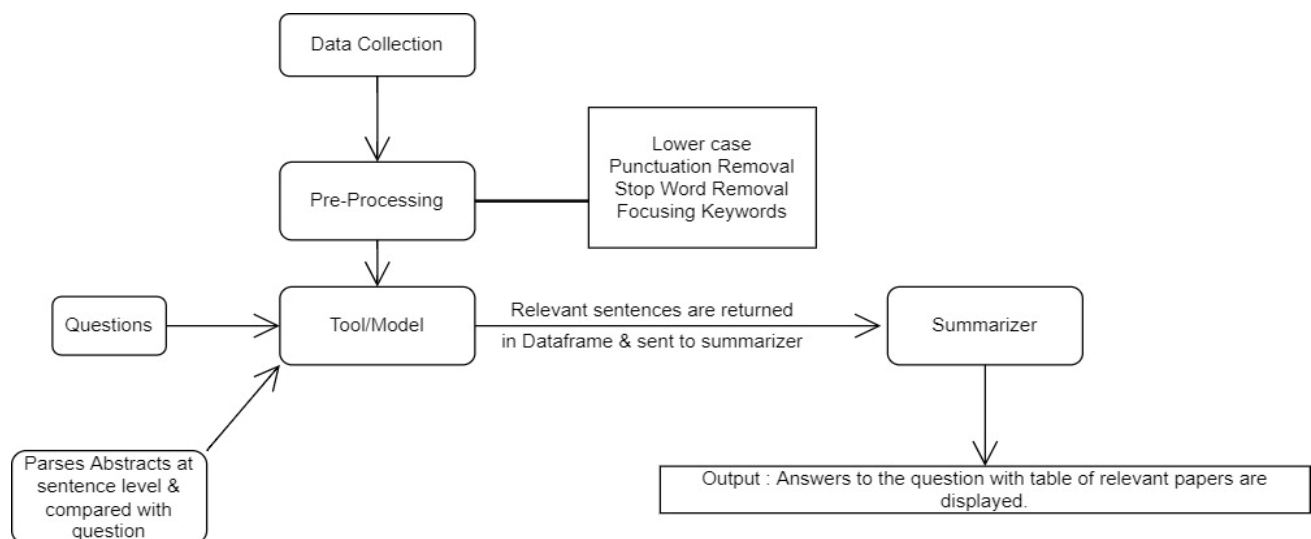 Data Collection
Lower case
Punctuation Removal
Stop Word Removal
Focusing Keywords
Pre-Processing
Questions
Tool/Model
Relevant sentences are returned
in Dataframe & sent to summarizer
Summarizer
Parses Abstracts at
sentence level &
compared with
question
Output : Answers to the question with table of relevant papers are
displayed.